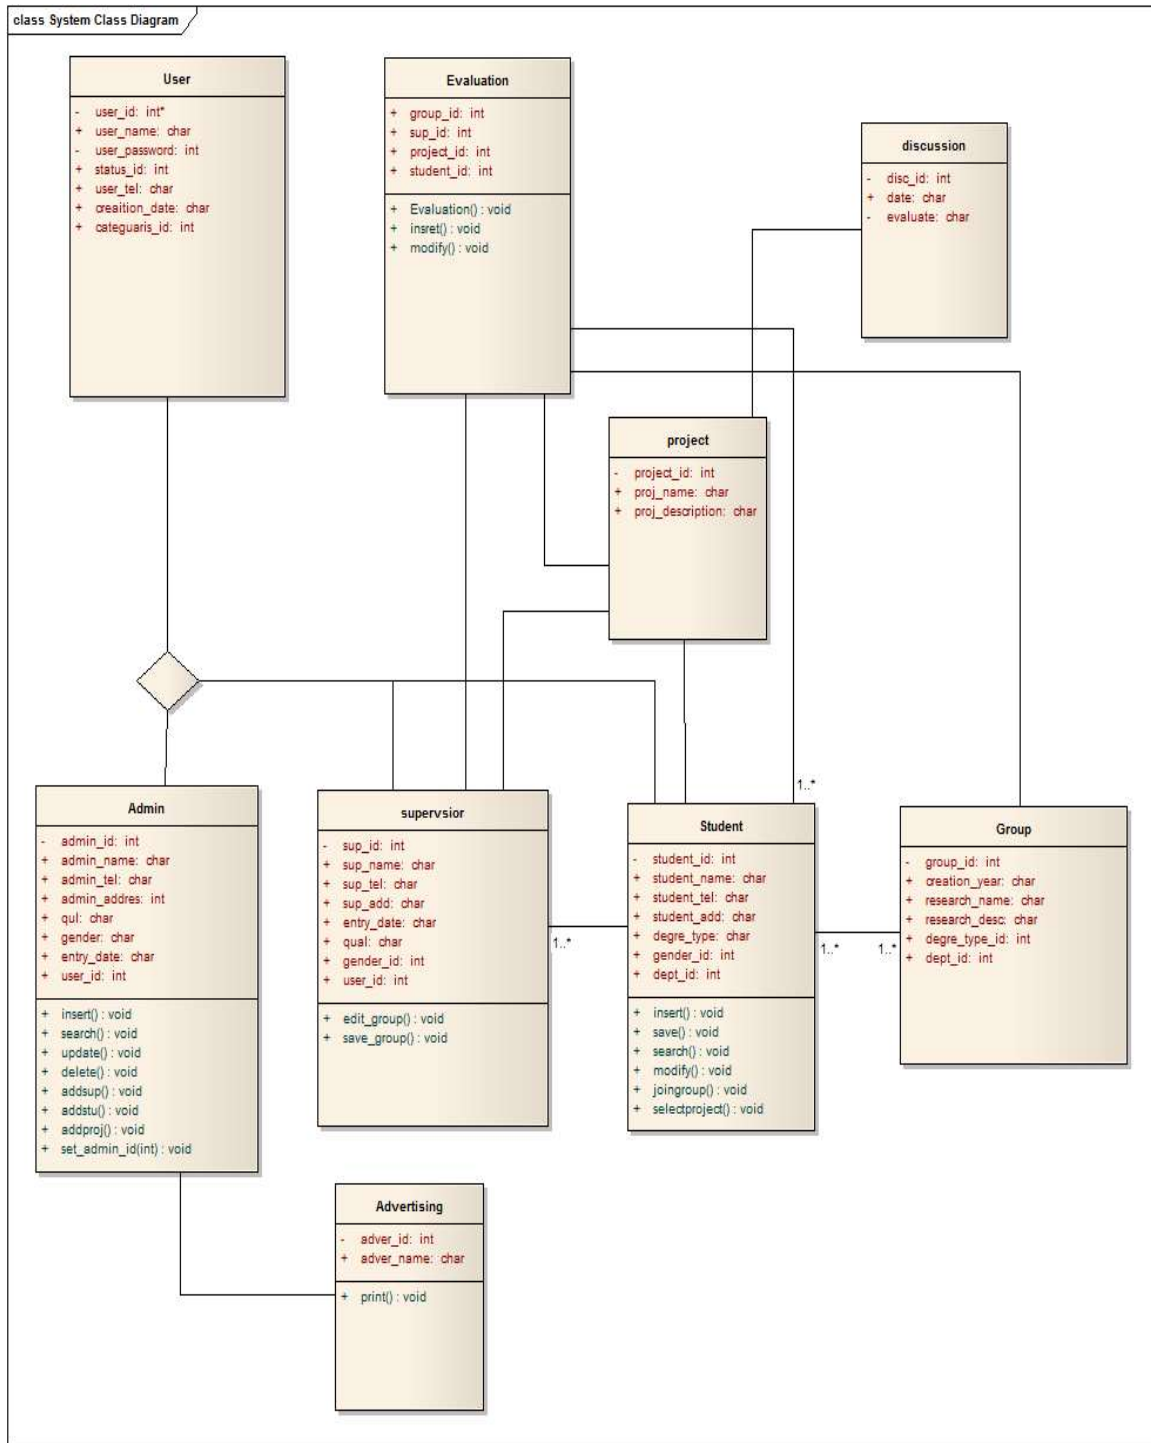 class System Class Diagram
User
- user_id: int*
+ user_name: char
- user_password: int
+ status_id: int
+ user_tel: char
+ creaition_date: char
+ categuaris_id: int
Evaluation
+ group_id: int
+ sup_id: int
+ project_id: int
+ student_id: int
+ Evaluation() : void
+ insret() : void
+ modify() : void
discussion
- disc_id: int
+ date: char
- evaluate: char
project
- project_id: int
+ proj_name: char
+ proj_description: char
1..*
Admin
- admin_id: int
+ admin_name: char
+ admin_tel: char
+ admin_addres: int
+ qul: char
+ gender: char
+ entry_date: char
+ user_id: int
+ insert() : void
+ search() : void
+ update() : void
+ delete() : void
+ addsup() : void
+ addstu() : void
+ addproj() : void
+ set_admin_id(int) : void
supervsior
- sup_id: int
+ sup_name: char
+ sup_tel: char
+ sup_add: char
+ entry_date: char
+ qual: char
+ gender_id: int
+ user_id: int
+ edit_group() : void
+ save_group() : void
1..*
Student
- student_id: int
+ student_name: char
+ student_tel: char
+ student_add: char
+ degre_type: char
+ gender_id: int
+ dept_id: int
+ insert() : void
+ save() : void
+ search() : void
+ modify() : void
+ joingroup() : void
+ selectproject() : void
1..*
1..*
Group
- group_id: int
+ creation_year: char
+ research_name: char
+ research_desc: char
+ degre_type_id: int
+ dept_id: int
Advertising
- adver_id: int
+ adver_name: char
+ print() : void